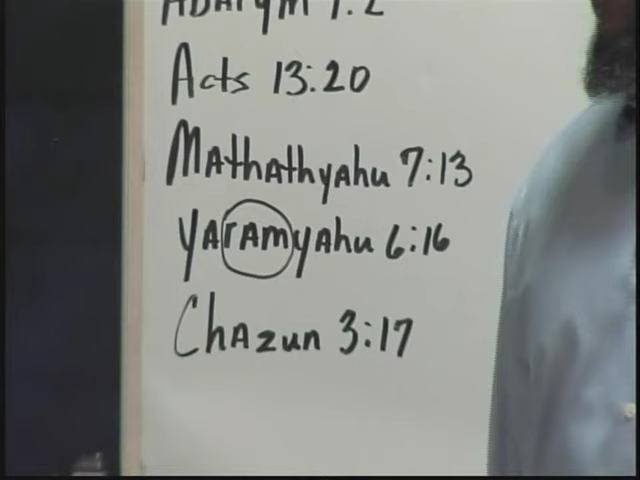 Acts 13:20
Mathathyahu 7:13
Yaramyahu 6:16
Chazun 3:17